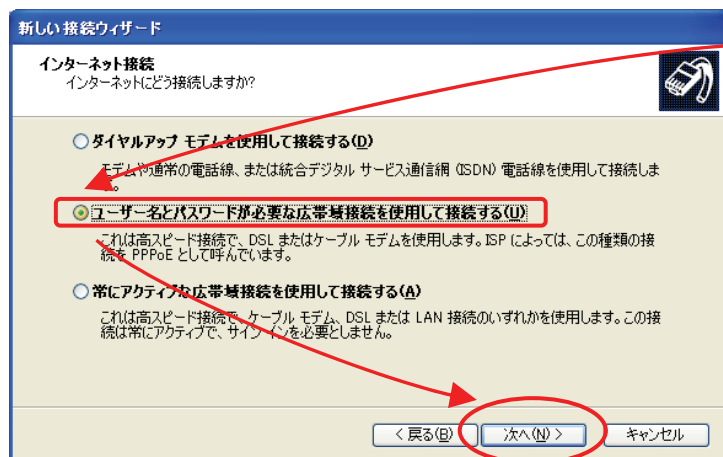 新しい接続ウィザード
インターネット接続
インターネットにどう接続しますか?
ダイヤルアップ モデムを使用して接続する(D)
モデムや通常の電話線、または統合デジタル サービス通信網 (ISDN) 電話線を使用して接続しま
す。
ユーザー名とパスワードが必要な広帯域接続を使用して接続する(U)
これは高スピード接続で、DSL またはケーブル モデムを使用します。ISP によっては、この種類の接
続を PPPoE として呼んでいます。
常にアクティブな広帯域接続を使用して接続する(A)
これは高スピード接続で、ケーブル モデム、DSL または LAN 接続のいずれかを使用します。この接
続は常にアクティブで、サイン インを必要としません。
< 戻る(B) 次へ(N) > キャンセル